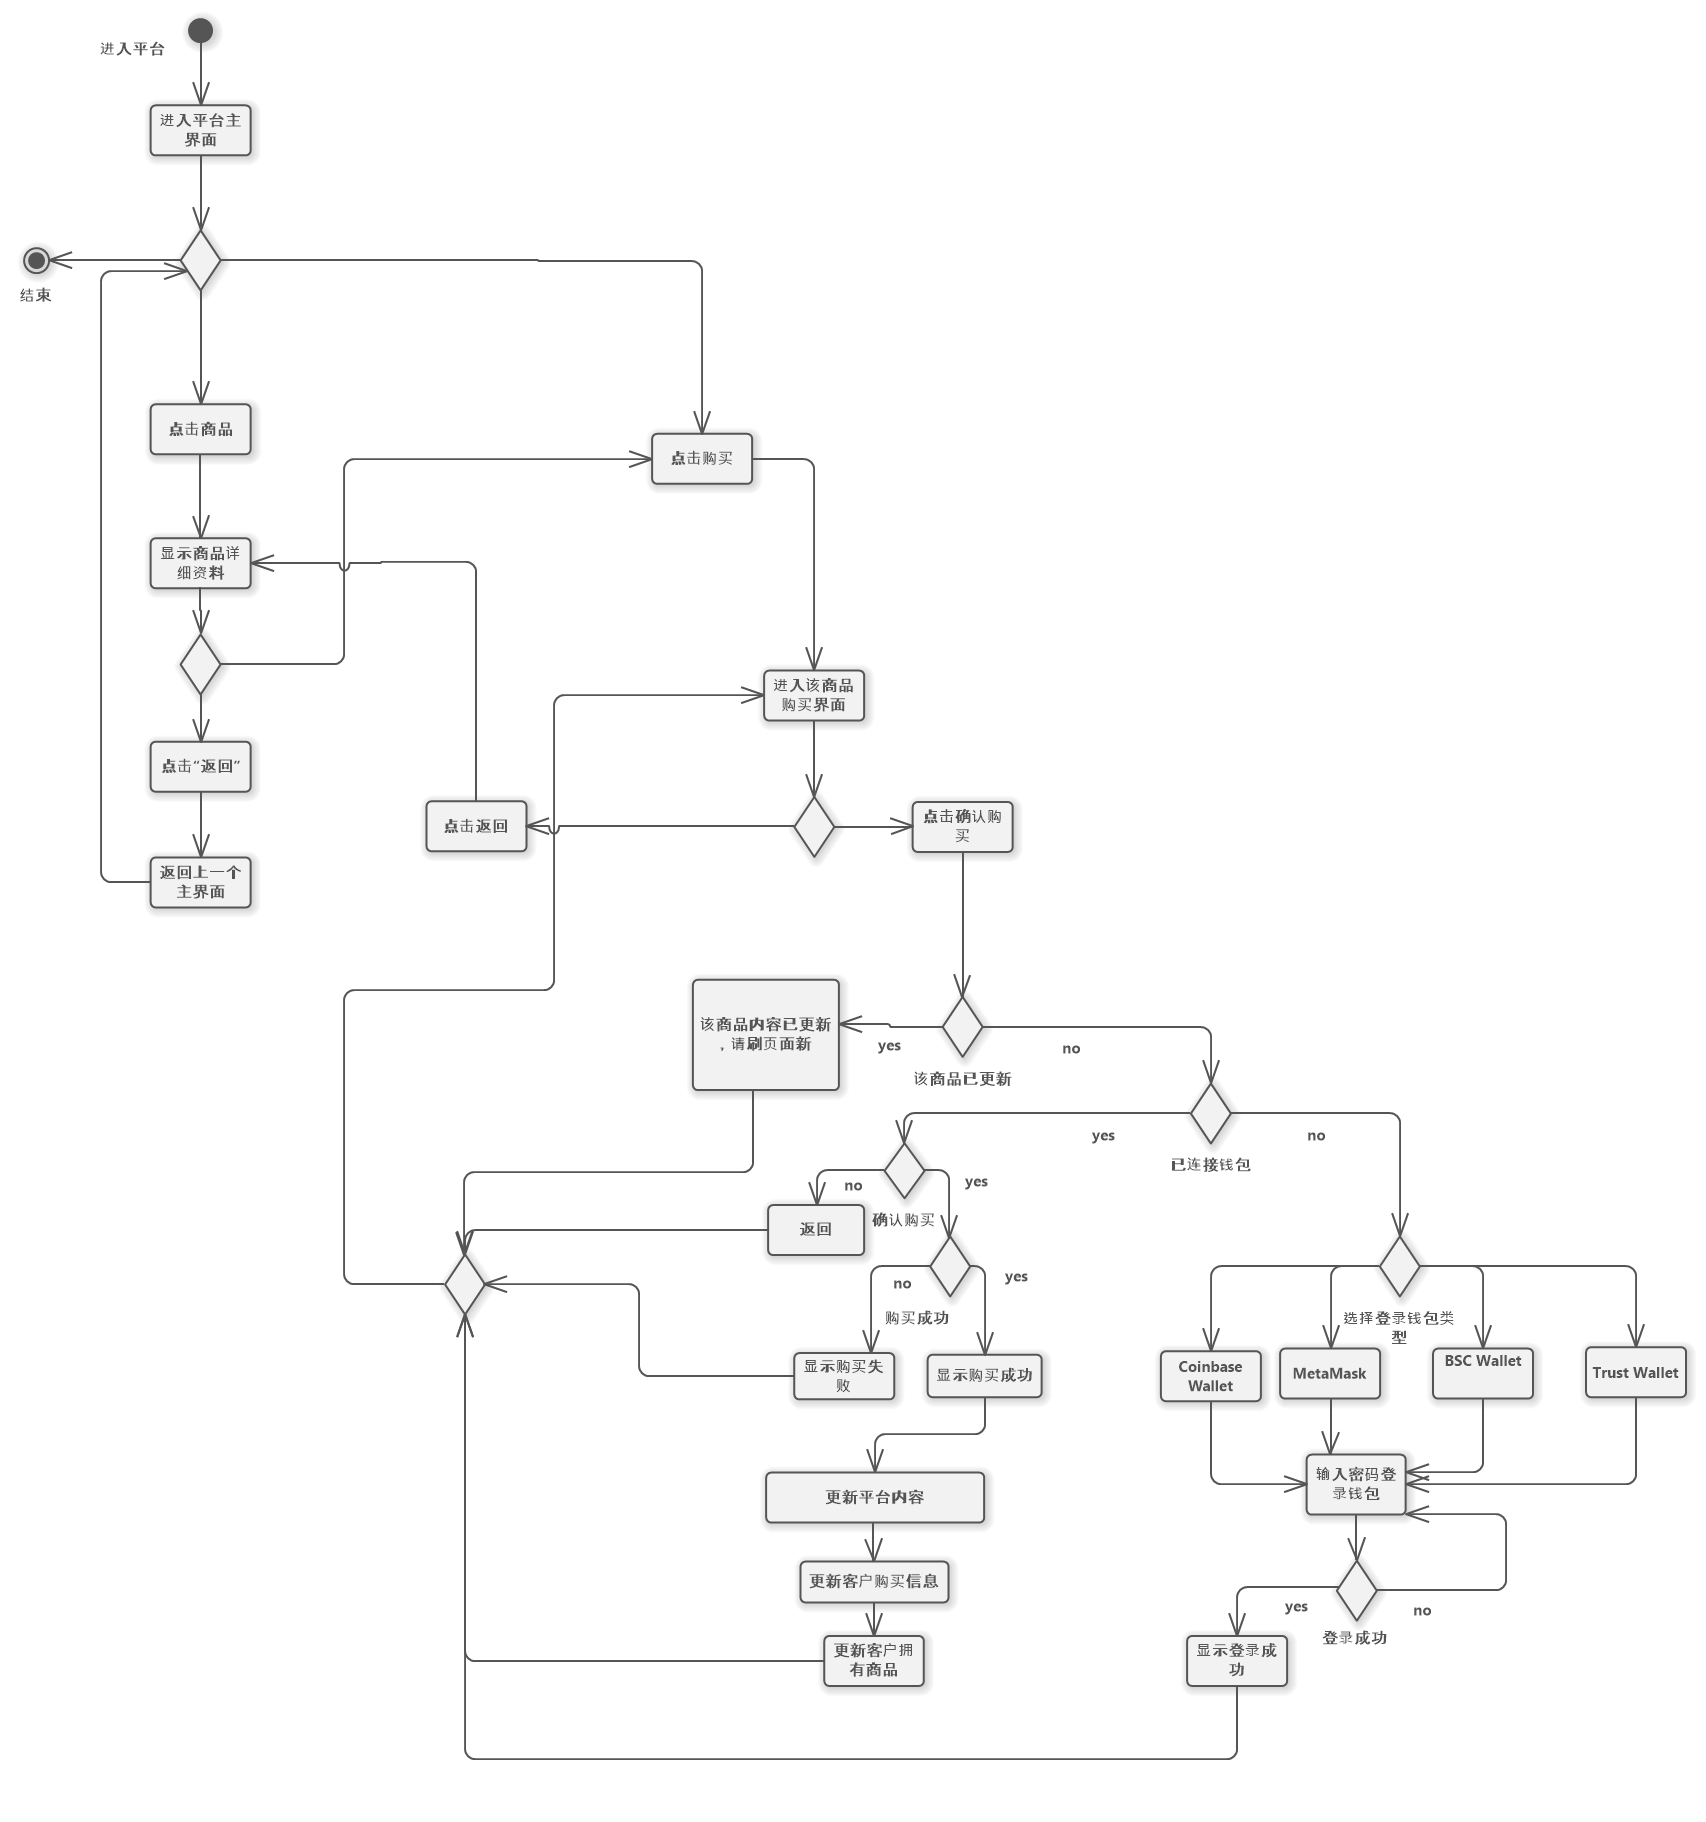 进入平台
进入平台主
界面
结束
点击商品
点击购买
显示商品详
细资料
进入该商品
购买界面
点击“返回”
点击返回
点击确认购
买
返回上一个
主界面
该商品内容已更新
，请刷页面新
yes
no
该商品已更新
yes
no
已连接钱包
no
yes
返回
确认购买
no
yes
购买成功
选择登录钱包类
型
显示购买失
败
显示购买成功
Coinbase
Wallet
MetaMask
BSC Wallet
Trust Wallet
输入密码登
录钱包
更新平台内容
更新客户购买信息
yes
no
登录成功
更新客户拥
有商品
显示登录成
功